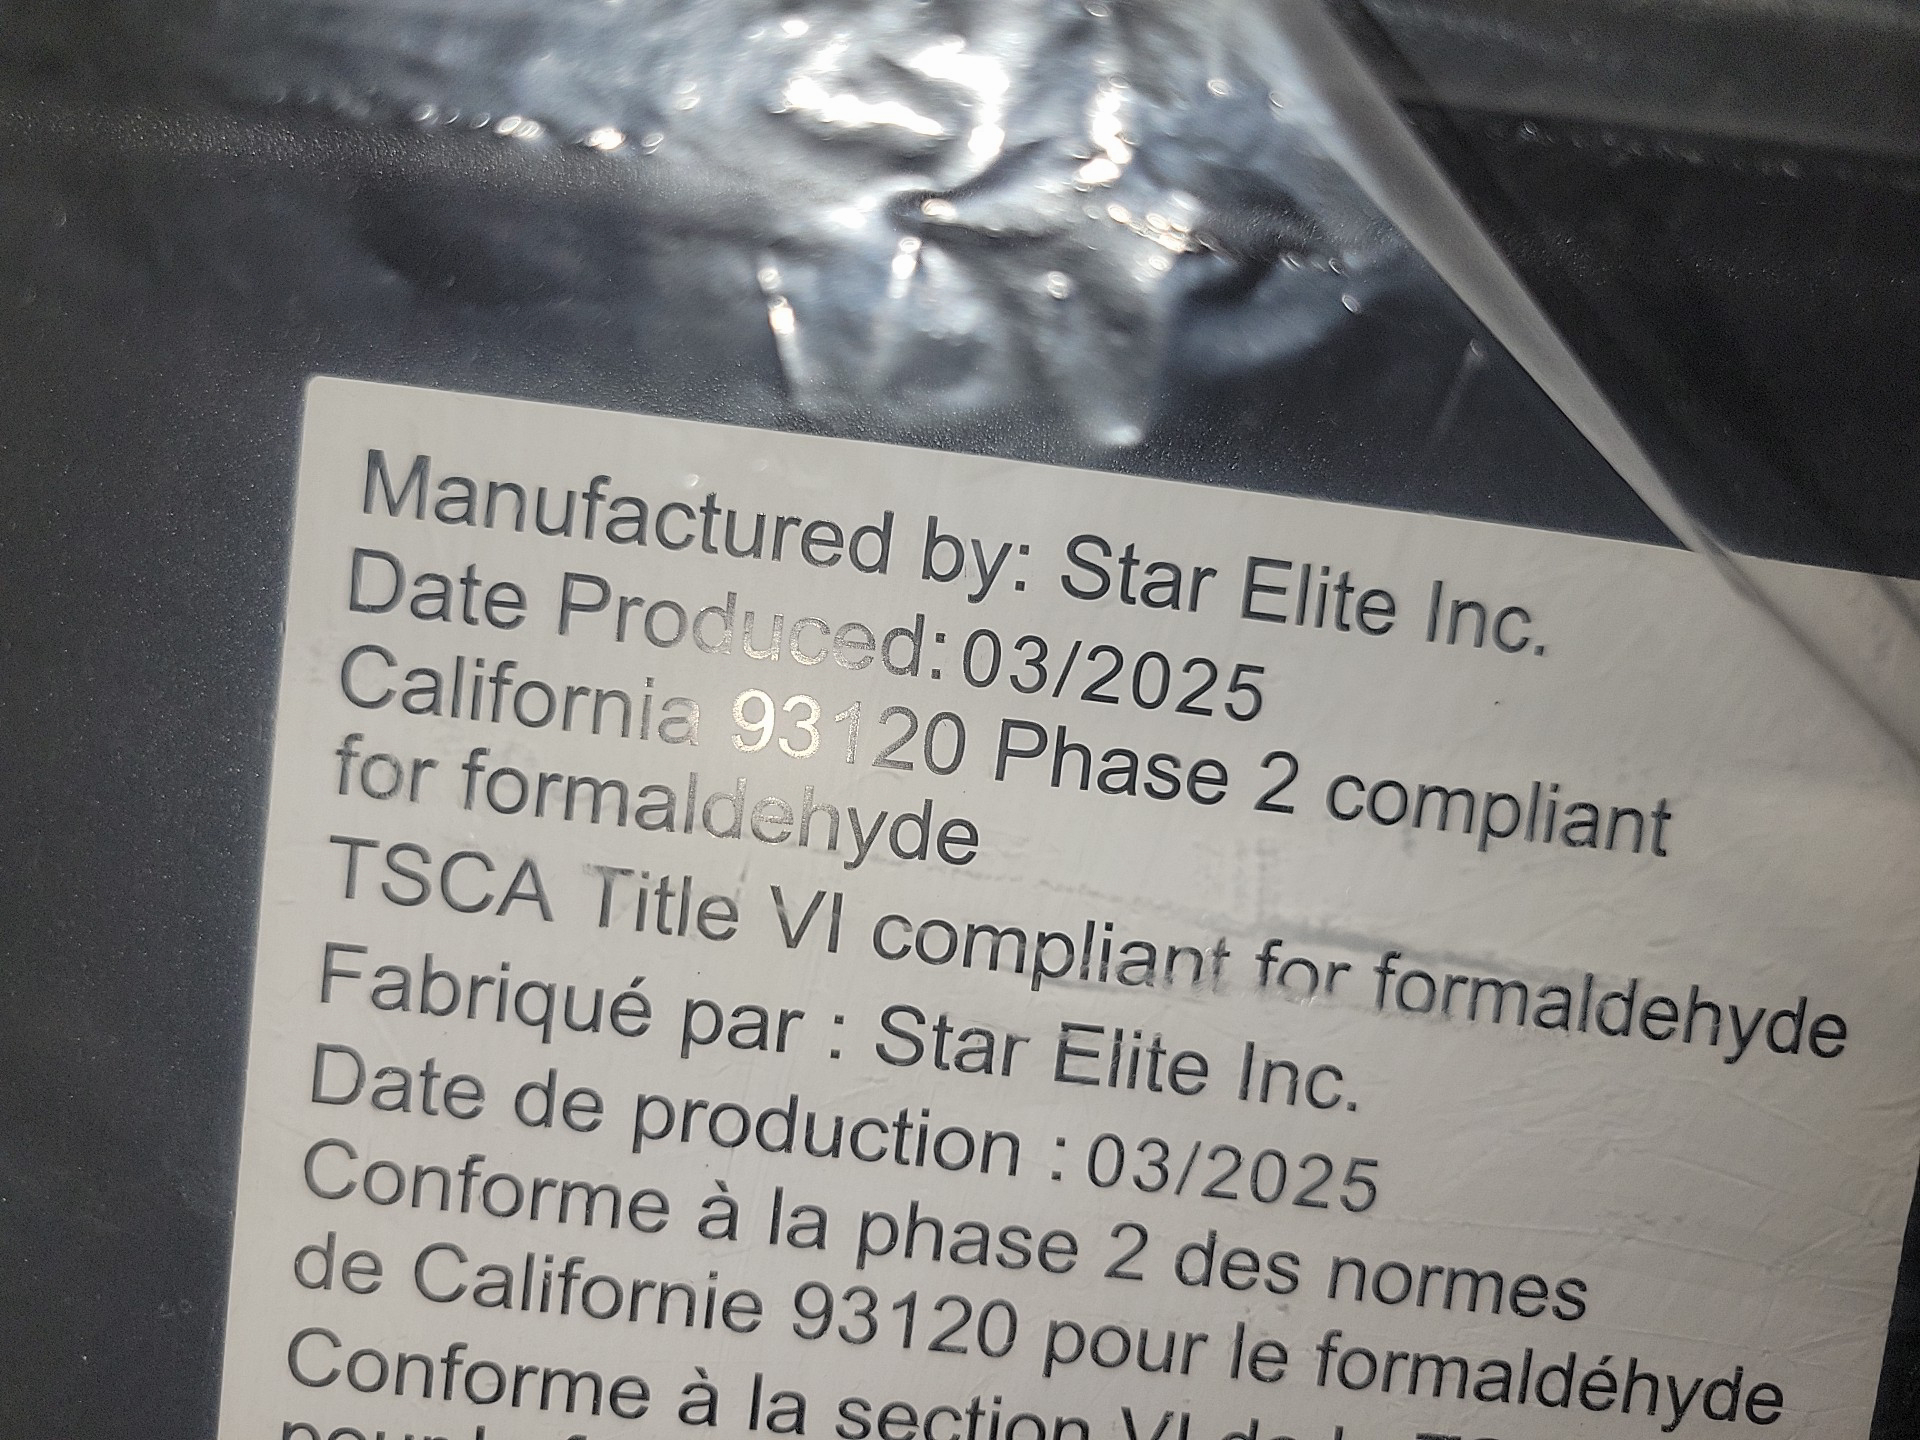 Manufactured by: Star Elite Inc.
Date Produced: 03/2025
California 93120 Phase 2 compliant
for formaldehyde
TSCA Title VI compliant for formaldehyde
Fabriqué par : Star Elite Inc.
Date de production : 03/2025
Conforme à la phase 2 des normes
de Californie 93120 pour le formaldéhyde
Conforme à la section VI de la